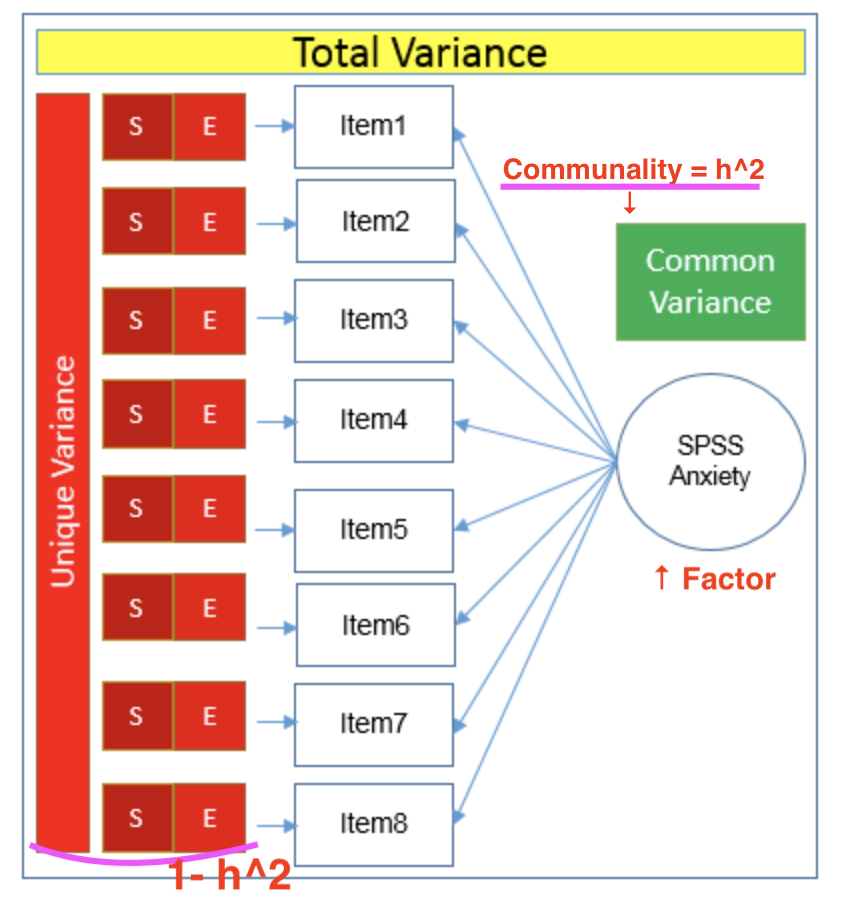 Total Variance
Unique Variance
S E Item1
S E Item2
S E Item3
S E Item4
S E Item5
S E Item6
S E Item7
S E Item8
Communality = h^2
↓
Common
Variance
SPSS
Anxiety
↑ Factor
1- h^2